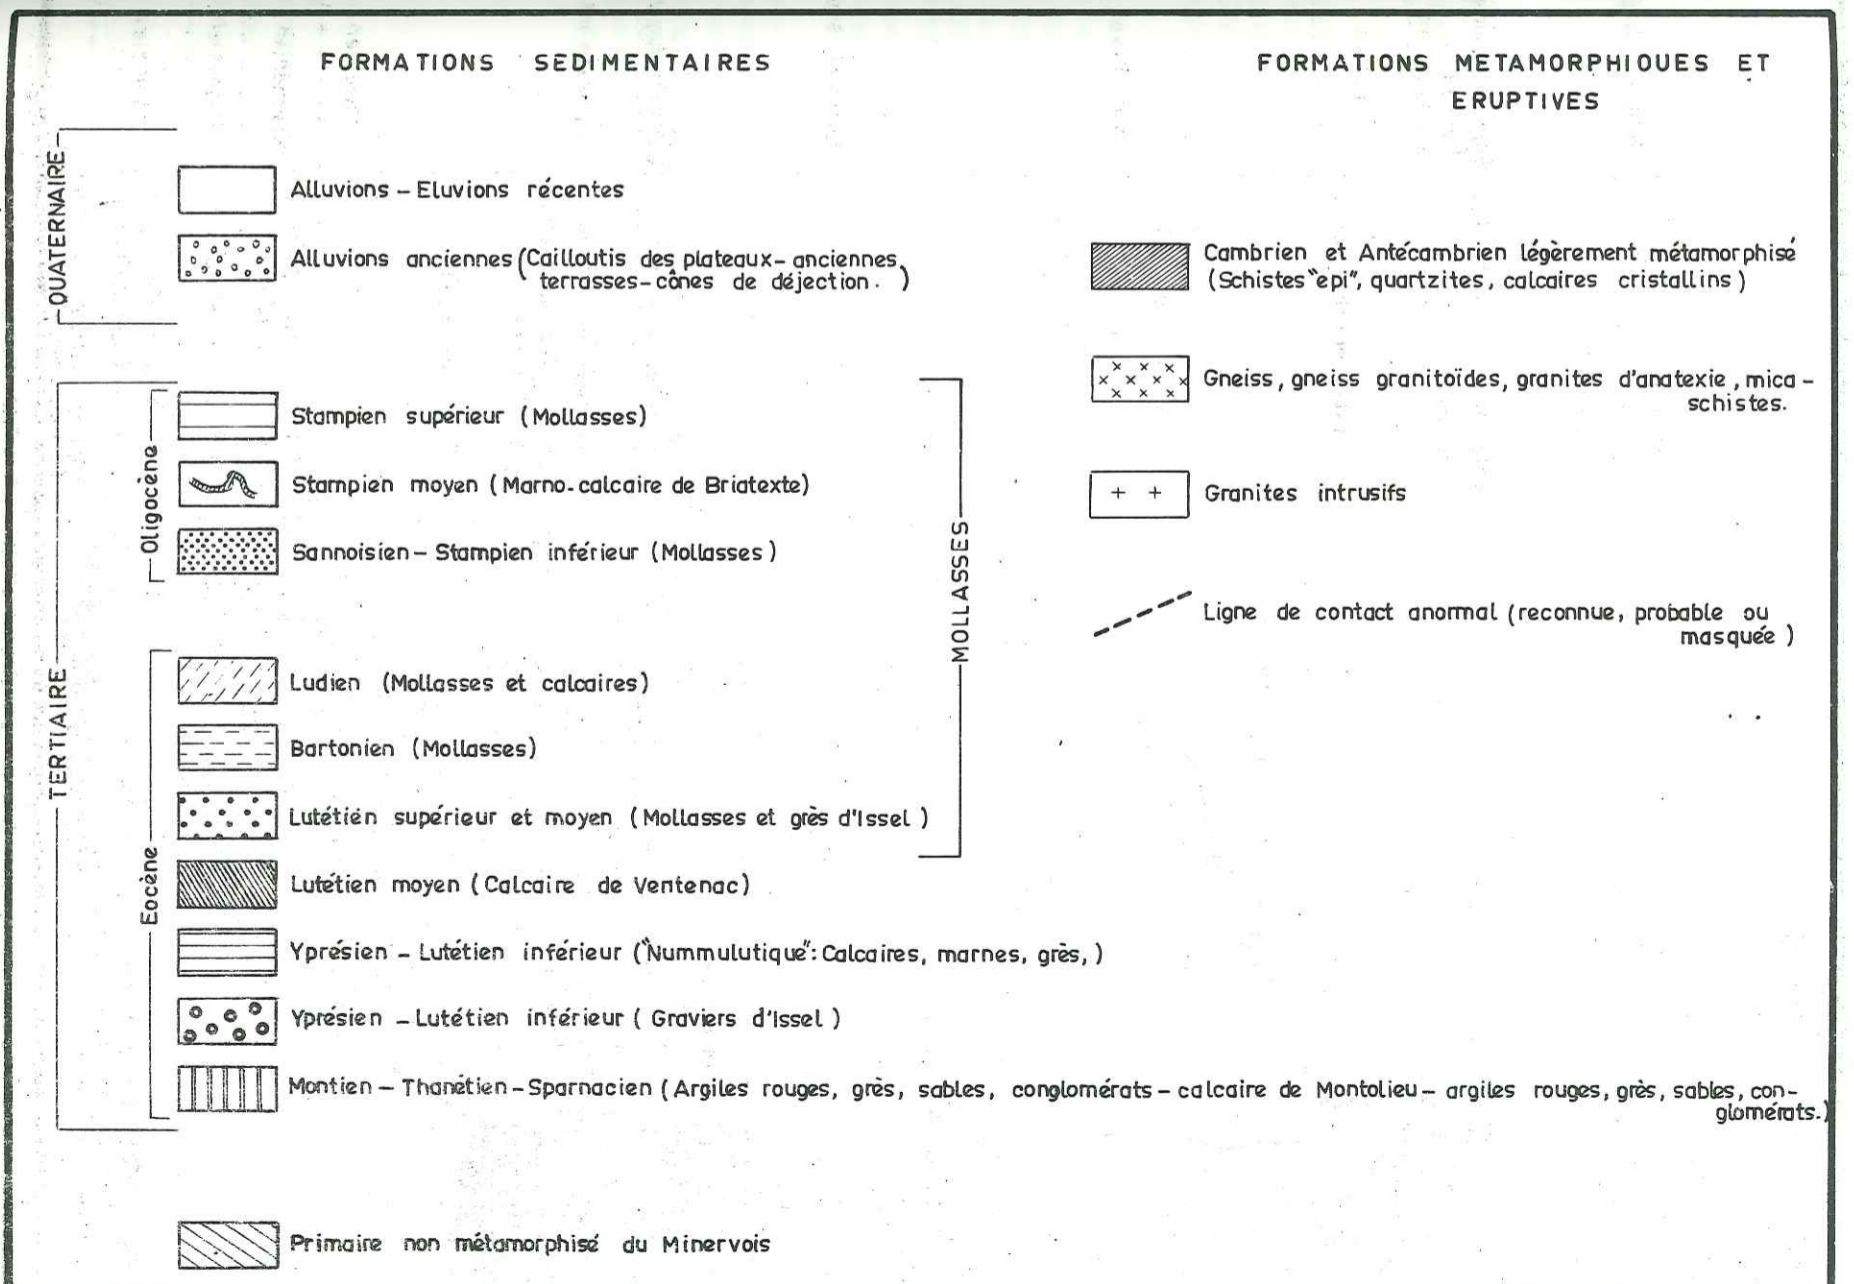 FORMATIONS SEDIMENTAIRES
QUATERNAIRE
Alluvions – Eluvions récentes
Alluvions anciennes (Cailloutis des plateaux- anciennes
terrasses- cônes de déjection. )
TERTIAIRE
Oligocène
Stampien supérieur (Mollasses)
Stampien moyen (Marno-calcaire de Briatexte)
Sannoisien – Stampien inférieur (Mollasses )
Eocène
Ludien (Mollasses et calcaires)
Bartonien (Mollasses)
Lutétien supérieur et moyen (Mollasses et grès d'Issel )
MOLLASSES
Lutétien moyen (Calcaire de Ventenac)
Yprésien – Lutétien inférieur ("Nummulutique": Calcaires, marnes, grès, )
Yprésien – Lutétien inférieur ( Graviers d'Issel )
Montien – Thanétien – Sparnacien (Argiles rouges, grès, sables, conglomérats – calcaire de Montolieu – argiles rouges, grès, sables, con-
glomérats.)
Primaire non métamorphisé du Minervois
FORMATIONS METAMORPHIQUES ET
ERUPTIVES
Cambrien et Antécambrien légèrement métamorphisé
(Schistes "epi", quartzites, calcaires cristallins )
Gneiss, gneiss granitoïdes, granites d'anatexie, mica -
schistes.
+ + Granites intrusifs
Ligne de contact anormal (reconnue, probable ou
masquée )